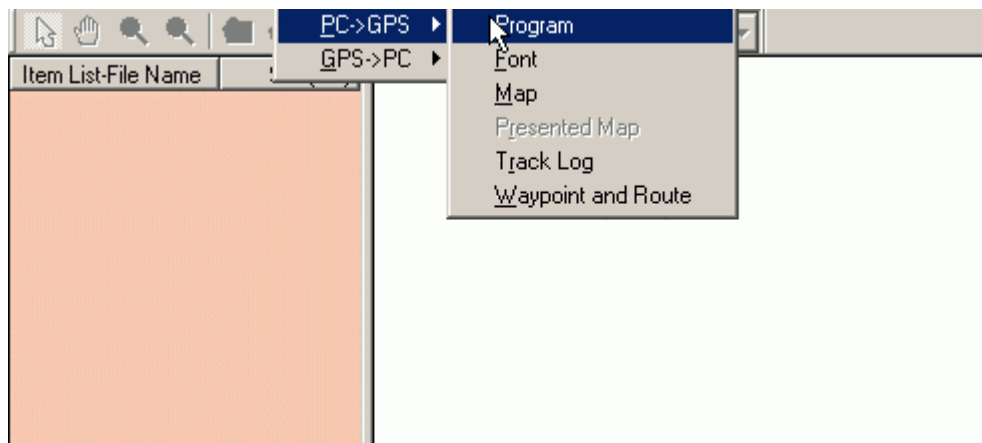 PC->GPS
Program
GPS->PC
Font
Item List-File Name
Map
Presented Map
Track Log
Waypoint and Route